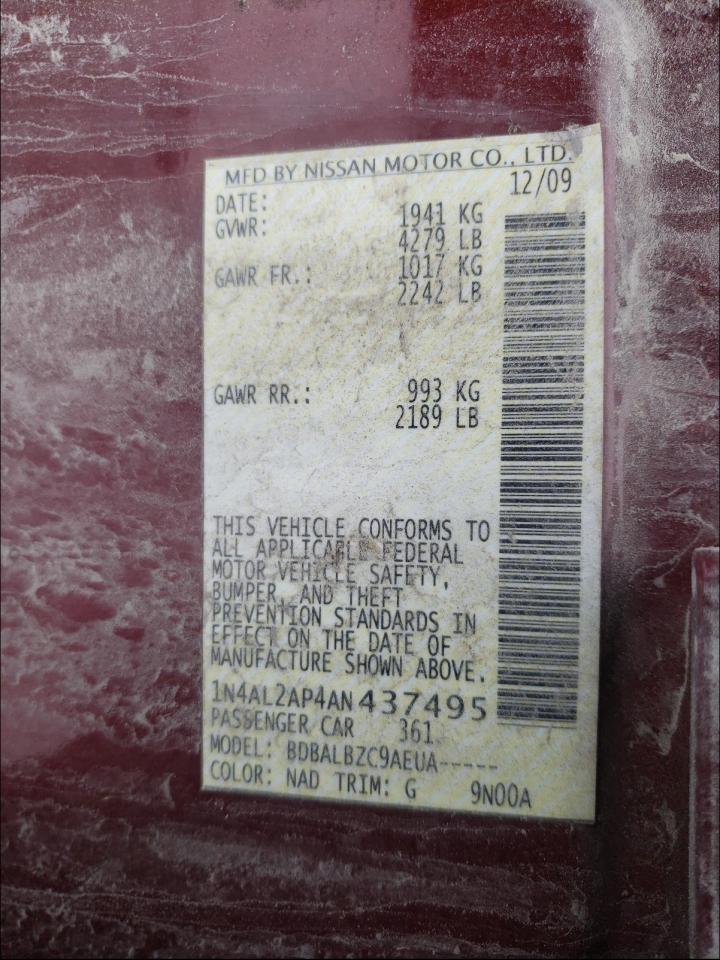 MFD BY NISSAN MOTOR CO., LTD.
DATE: 12/09
GVWR: 1941 KG
4279 LB
GAWR FR.: 1017 KG
2242 LB
GAWR RR.: 993 KG
2189 LB
THIS VEHICLE CONFORMS TO
ALL APPLICABLE FEDERAL
MOTOR VEHICLE SAFETY,
BUMPER, AND THEFT
PREVENTION STANDARDS IN
EFFECT ON THE DATE OF
MANUFACTURE SHOWN ABOVE.
1N4AL2AP4AN437495
PASSENGER CAR 361
MODEL: BDBALBZC9AEUA-----
COLOR: NAD TRIM: G 9N00A